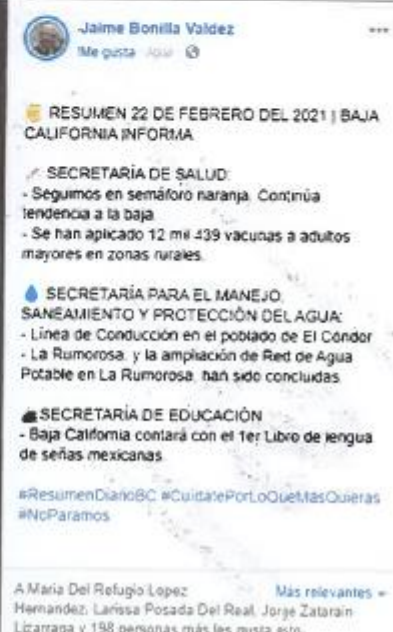 Jaime Bonilla Valdez
Me gusta
RESUMEN 22 DE FEBRERO DEL 2021 | BAJA
CALIFORNIA INFORMA
SECRETARÍA DE SALUD:
- Seguimos en semáforo naranja. Continúa
tendencia a la baja.
- Se han aplicado 12 mil 439 vacunas a adultos
mayores en zonas rurales.
SECRETARÍA PARA EL MANEJO,
SANEAMIENTO Y PROTECCIÓN DEL AGUA:
- Línea de Conducción en el poblado de El Cóndor
- La Rumorosa, y la ampliación de Red de Agua
Potable en La Rumorosa, han sido concluidas.
SECRETARÍA DE EDUCACIÓN
- Baja California contará con el 1er Libro de lengua
de señas mexicanas.
#ResumenDiarioBC #CuídatePorLoQueMásQuieras
#NoParamos
A Maria Del Refugio Lopez
Más relevantes
Hernandez, Larissa Posada Del Real, Jorge Zatarain
Lizarraga y 198 personas más les gusta esto.